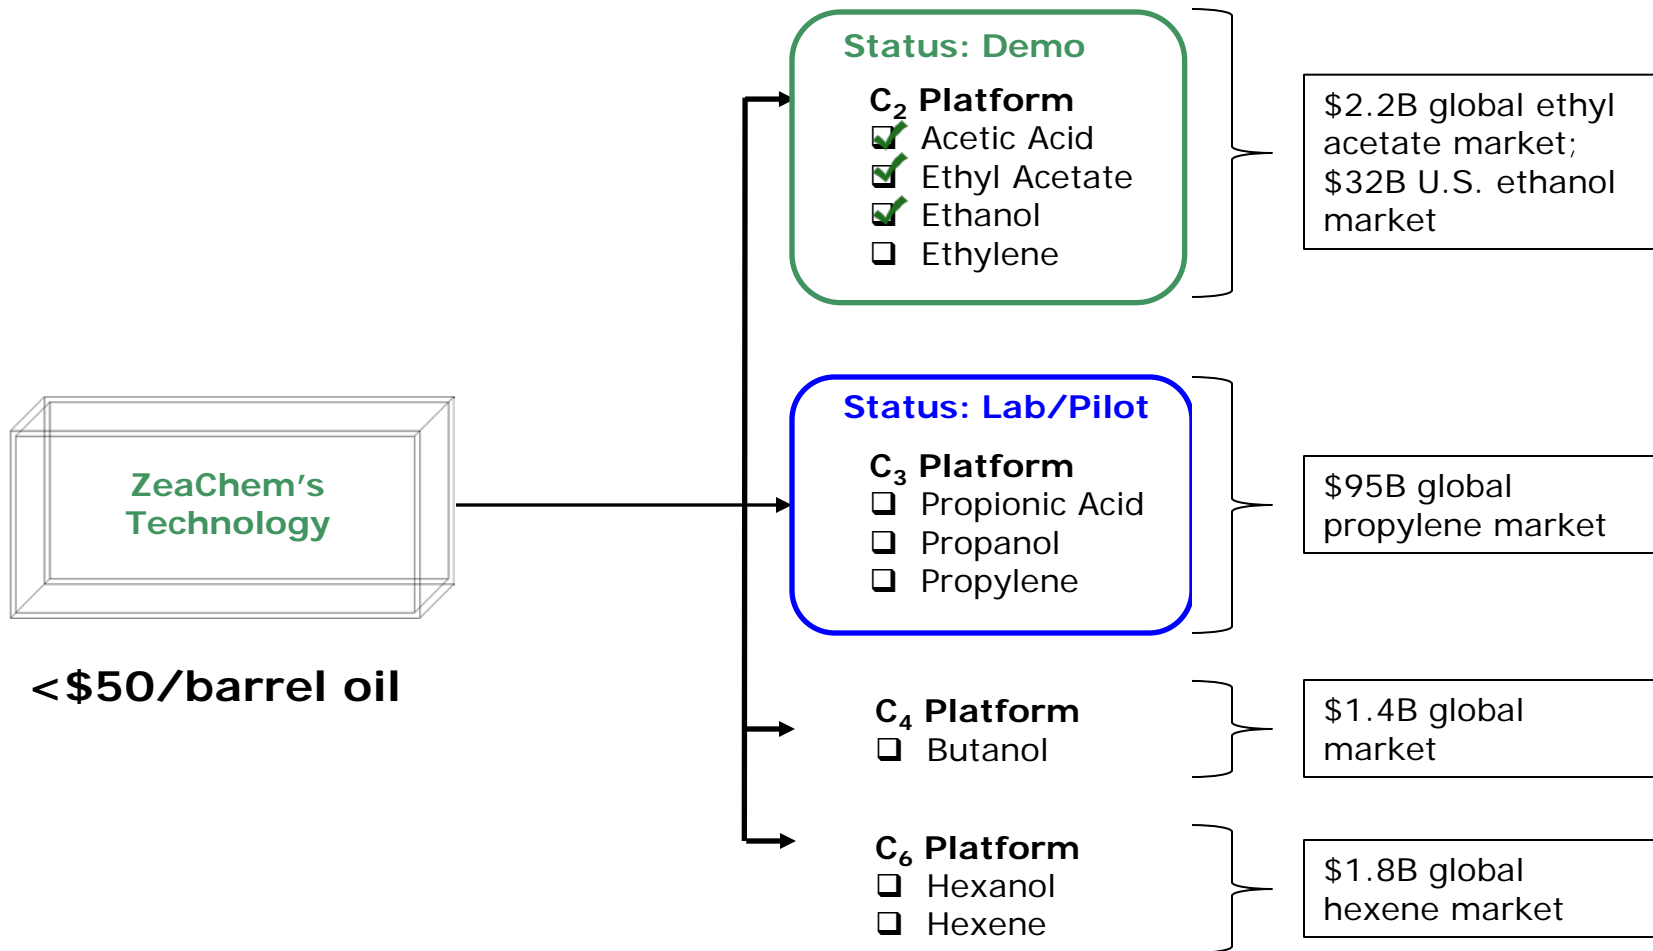 Status: Demo
C2 Platform
Acetic Acid
Ethyl Acetate
Ethanol
Ethylene
$2.2B global ethyl
acetate market;
$32B U.S. ethanol
market
ZeaChem's
Technology
<$50/barrel oil
Status: Lab/Pilot
C3 Platform
Propionic Acid
Propanol
Propylene
$95B global
propylene market
C4 Platform
Butanol
$1.4B global
market
C6 Platform
Hexanol
Hexene
$1.8B global
hexene market